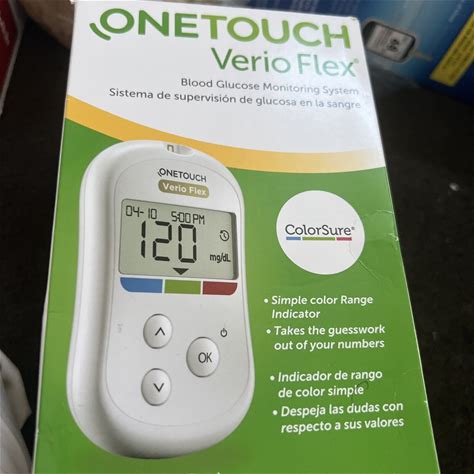 ONETOUCH®
Verio Flex®
Blood Glucose Monitoring System
Sistema de supervisión de glucosa en la sangre
ONETOUCH
Verio Flex
04-10 5:00 PM
120
mg/dL
OK
ColorSure®
• Simple color Range
Indicator
• Takes the guesswork
out of your numbers
• Indicador de rango
de color simple
• Despeja las dudas con
respecto a sus valores